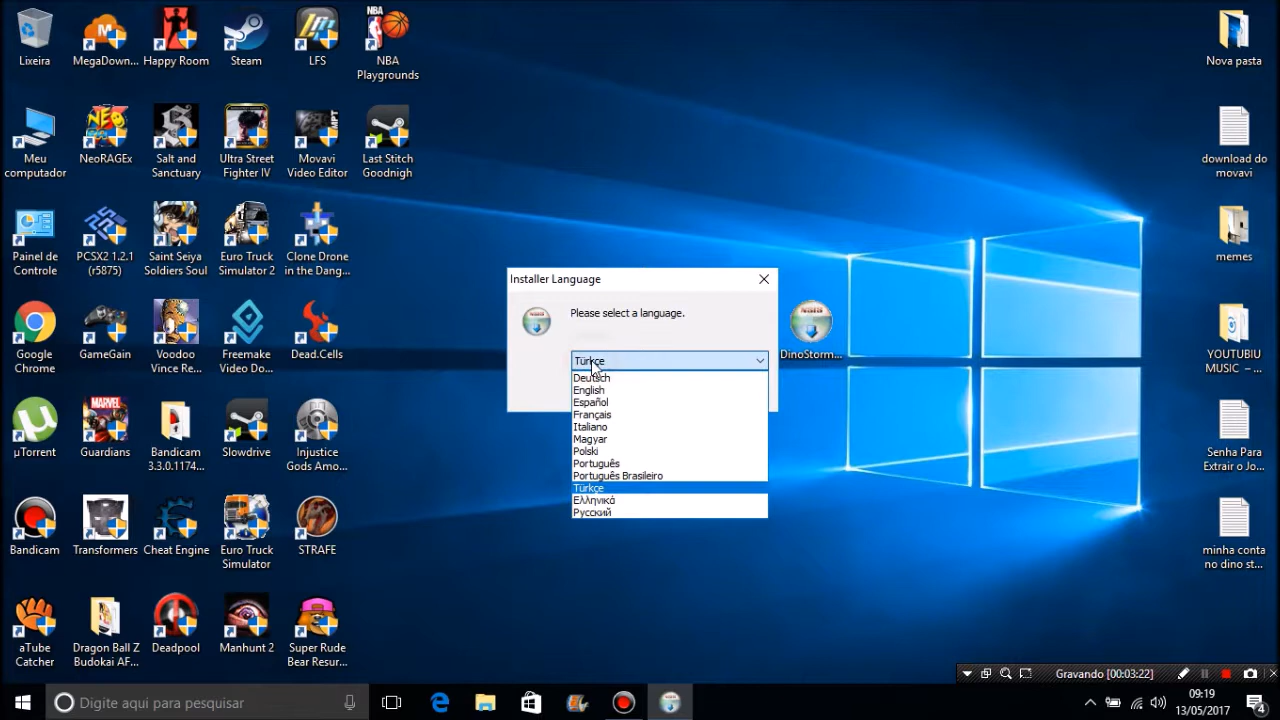 Lixeira
MegaDown...
Happy Room
Steam
LFS
NBA
Playgrounds
Nova pasta
Meu
computador
NeoRAGEx
Salt and
Sanctuary
Ultra Street
Fighter IV
Movavi
Video Editor
Last Stitch
Goodnigh
download do
movavi
Painel de
Controle
PCSX2 1.2.1
(r5875)
Saint Seiya
Soldiers Soul
Euro Truck
Simulator 2
Clone Drone
in the Dang...
memes
Google
Chrome
GameGain
Voodoo
Vince Re...
Freemake
Video Do...
Dead.Cells
Installer Language
Please select a language.
Türkçe
Deutsch
English
Español
Français
Italiano
Magyar
Polski
Português
Português Brasileiro
Türkçe
Ελληνικά
Русский
DinoStorm...
YOUTUBIU
MUSIC – ...
µTorrent
MARVEL
Guardians
Bandicam
3.3.0.1174...
Slowdrive
Injustice
Gods Amo...
Senha Para
Extrair o Jo...
Bandicam
Transformers
Cheat Engine
Euro Truck
Simulator
STRAFE
minha conta
no dino st...
aTube
Catcher
Dragon Ball Z
Budokai AF...
Deadpool
Manhunt 2
Super Rude
Bear Resur...
Gravando [00:03:22]
Digite aqui para pesquisar
09:19
13/05/2017
4